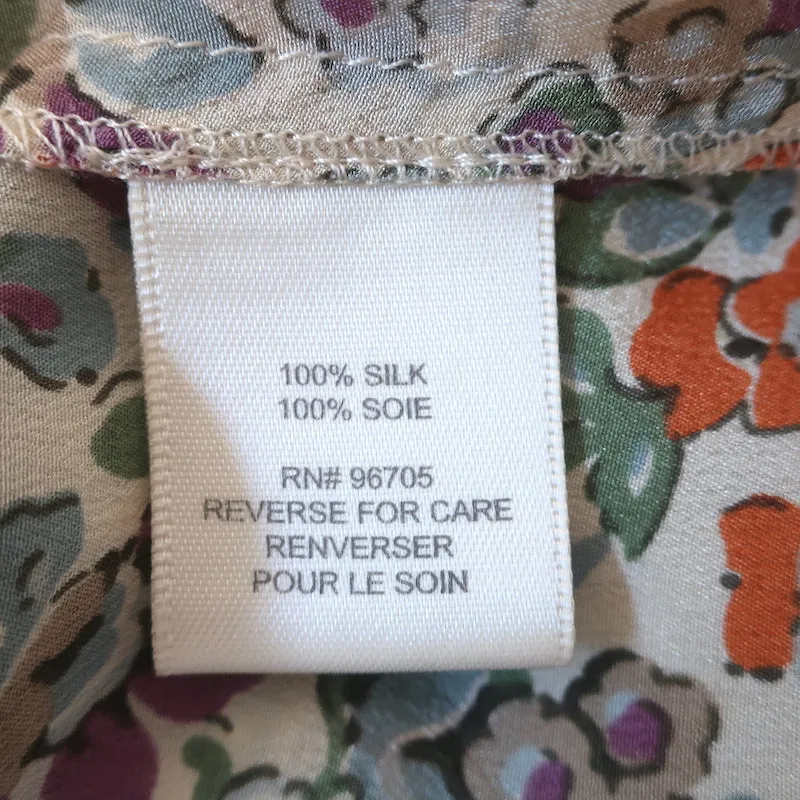 100% SILK
100% SOIE
RN# 96705
REVERSE FOR CARE
RENVERSER
POUR LE SOIN